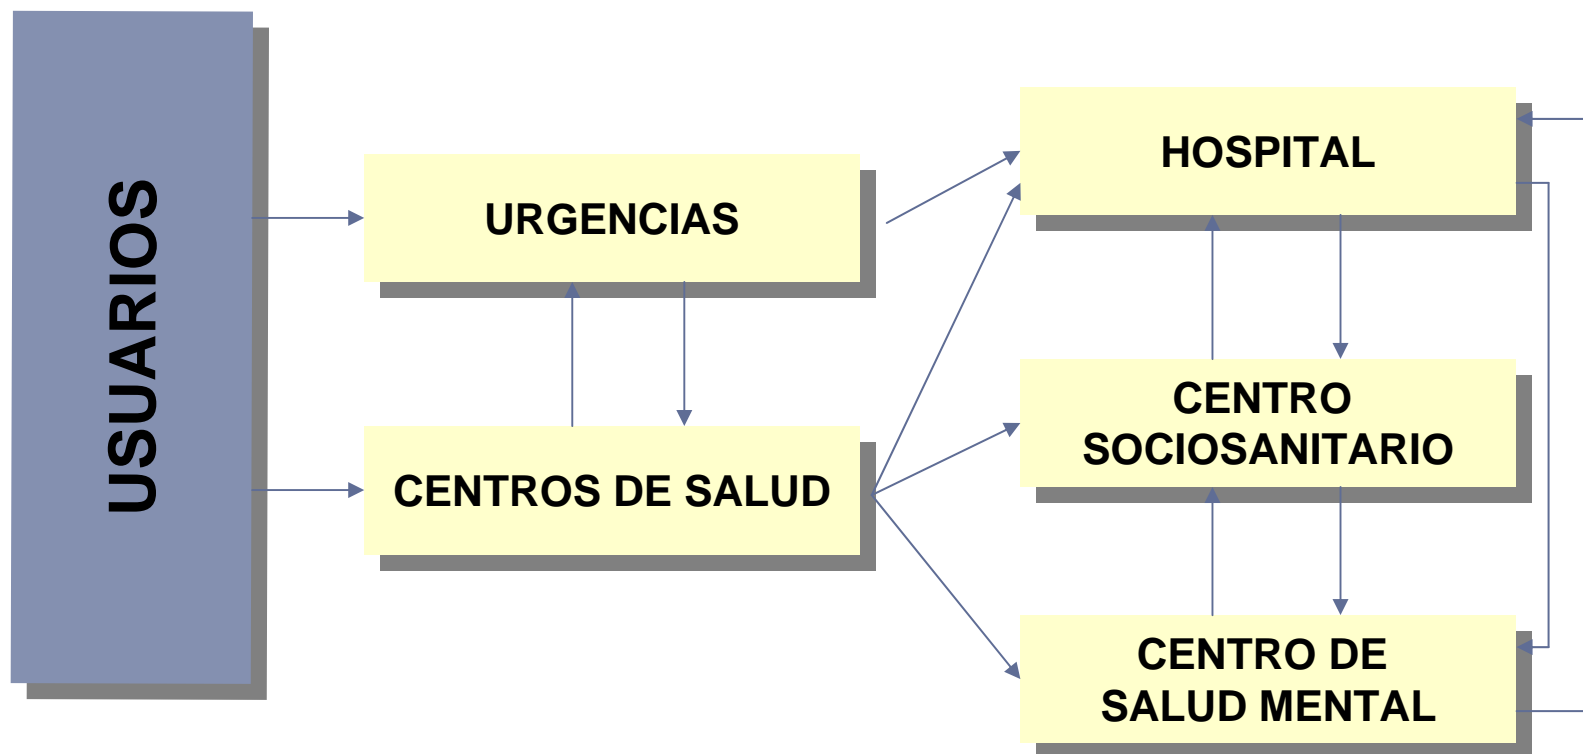 USUARIOS
URGENCIAS
CENTROS DE SALUD
HOSPITAL
CENTRO
SOCIOSANITARIO
CENTRO DE
SALUD MENTAL